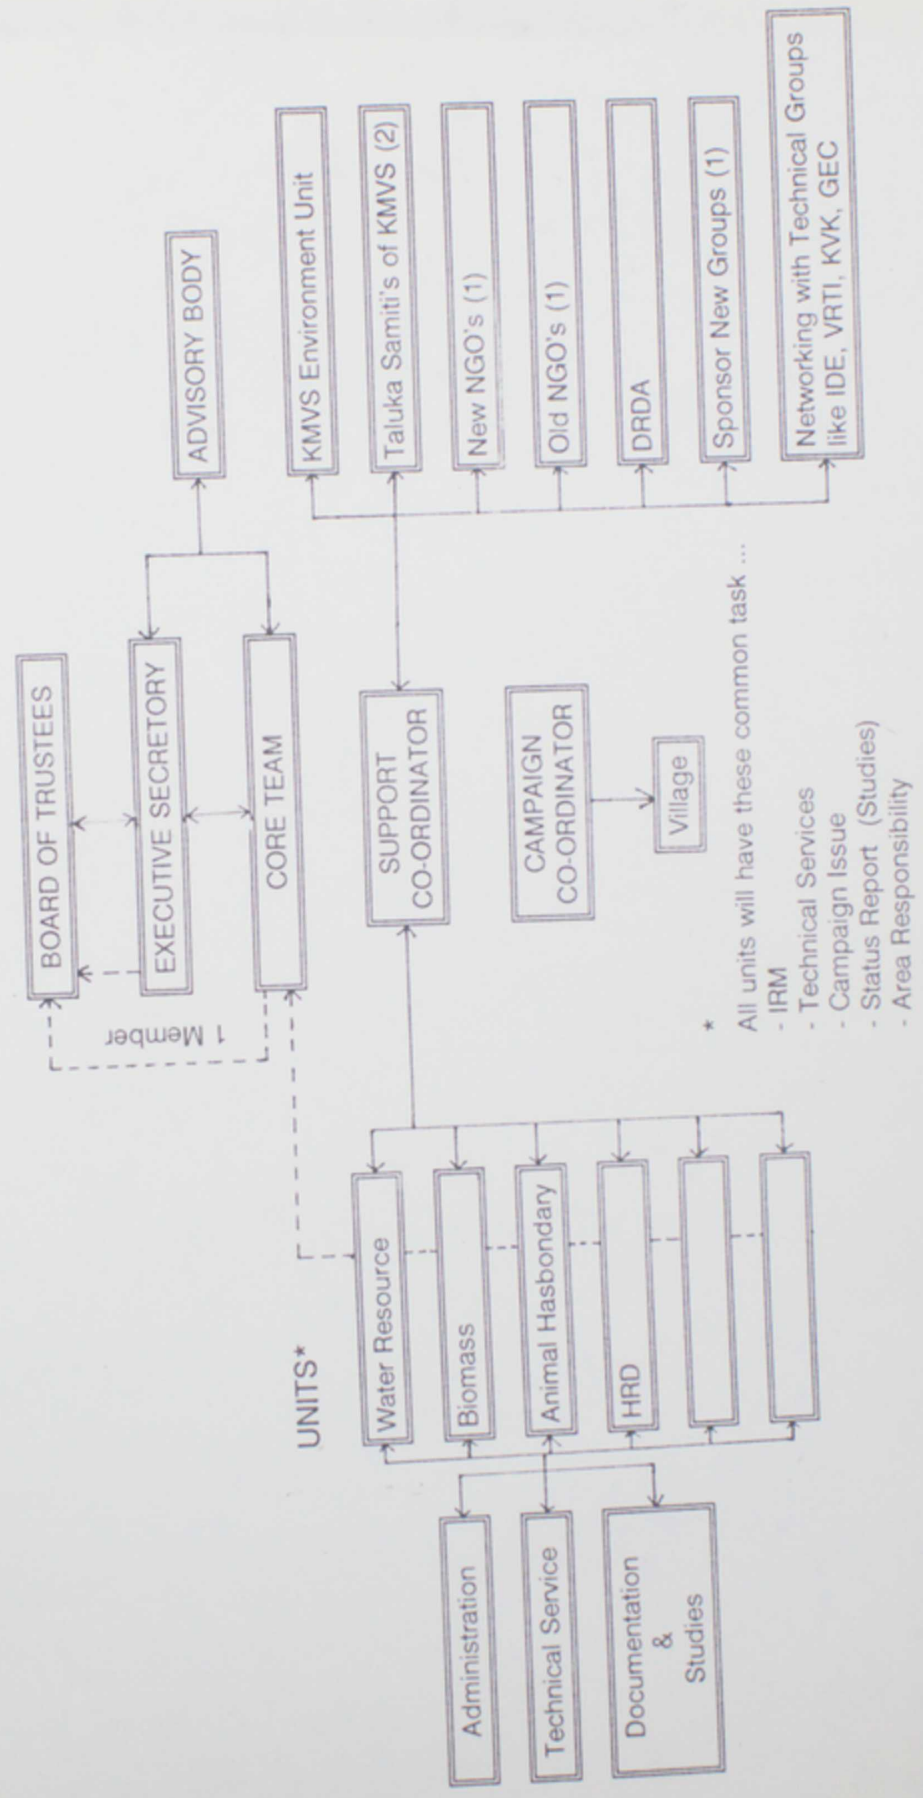 BOARD OF TRUSTEES
1 Member
EXECUTIVE SECRETORY
CORE TEAM
ADVISORY BODY
UNITS*
Water Resource
Biomass
Animal Hasbondary
HRD
Administration
Technical Service
Documentation
&
Studies
SUPPORT
CO-ORDINATOR
CAMPAIGN
CO-ORDINATOR
Village
KMVS Environment Unit
Taluka Samiti's of KMVS (2)
New NGO's (1)
Old NGO's (1)
DRDA
Sponsor New Groups (1)
Networking with Technical Groups
like IDE, VRTI, KVK, GEC
*
All units will have these common task ...
- IRM
- Technical Services
- Campaign Issue
- Status Report (Studies)
- Area Responsibility